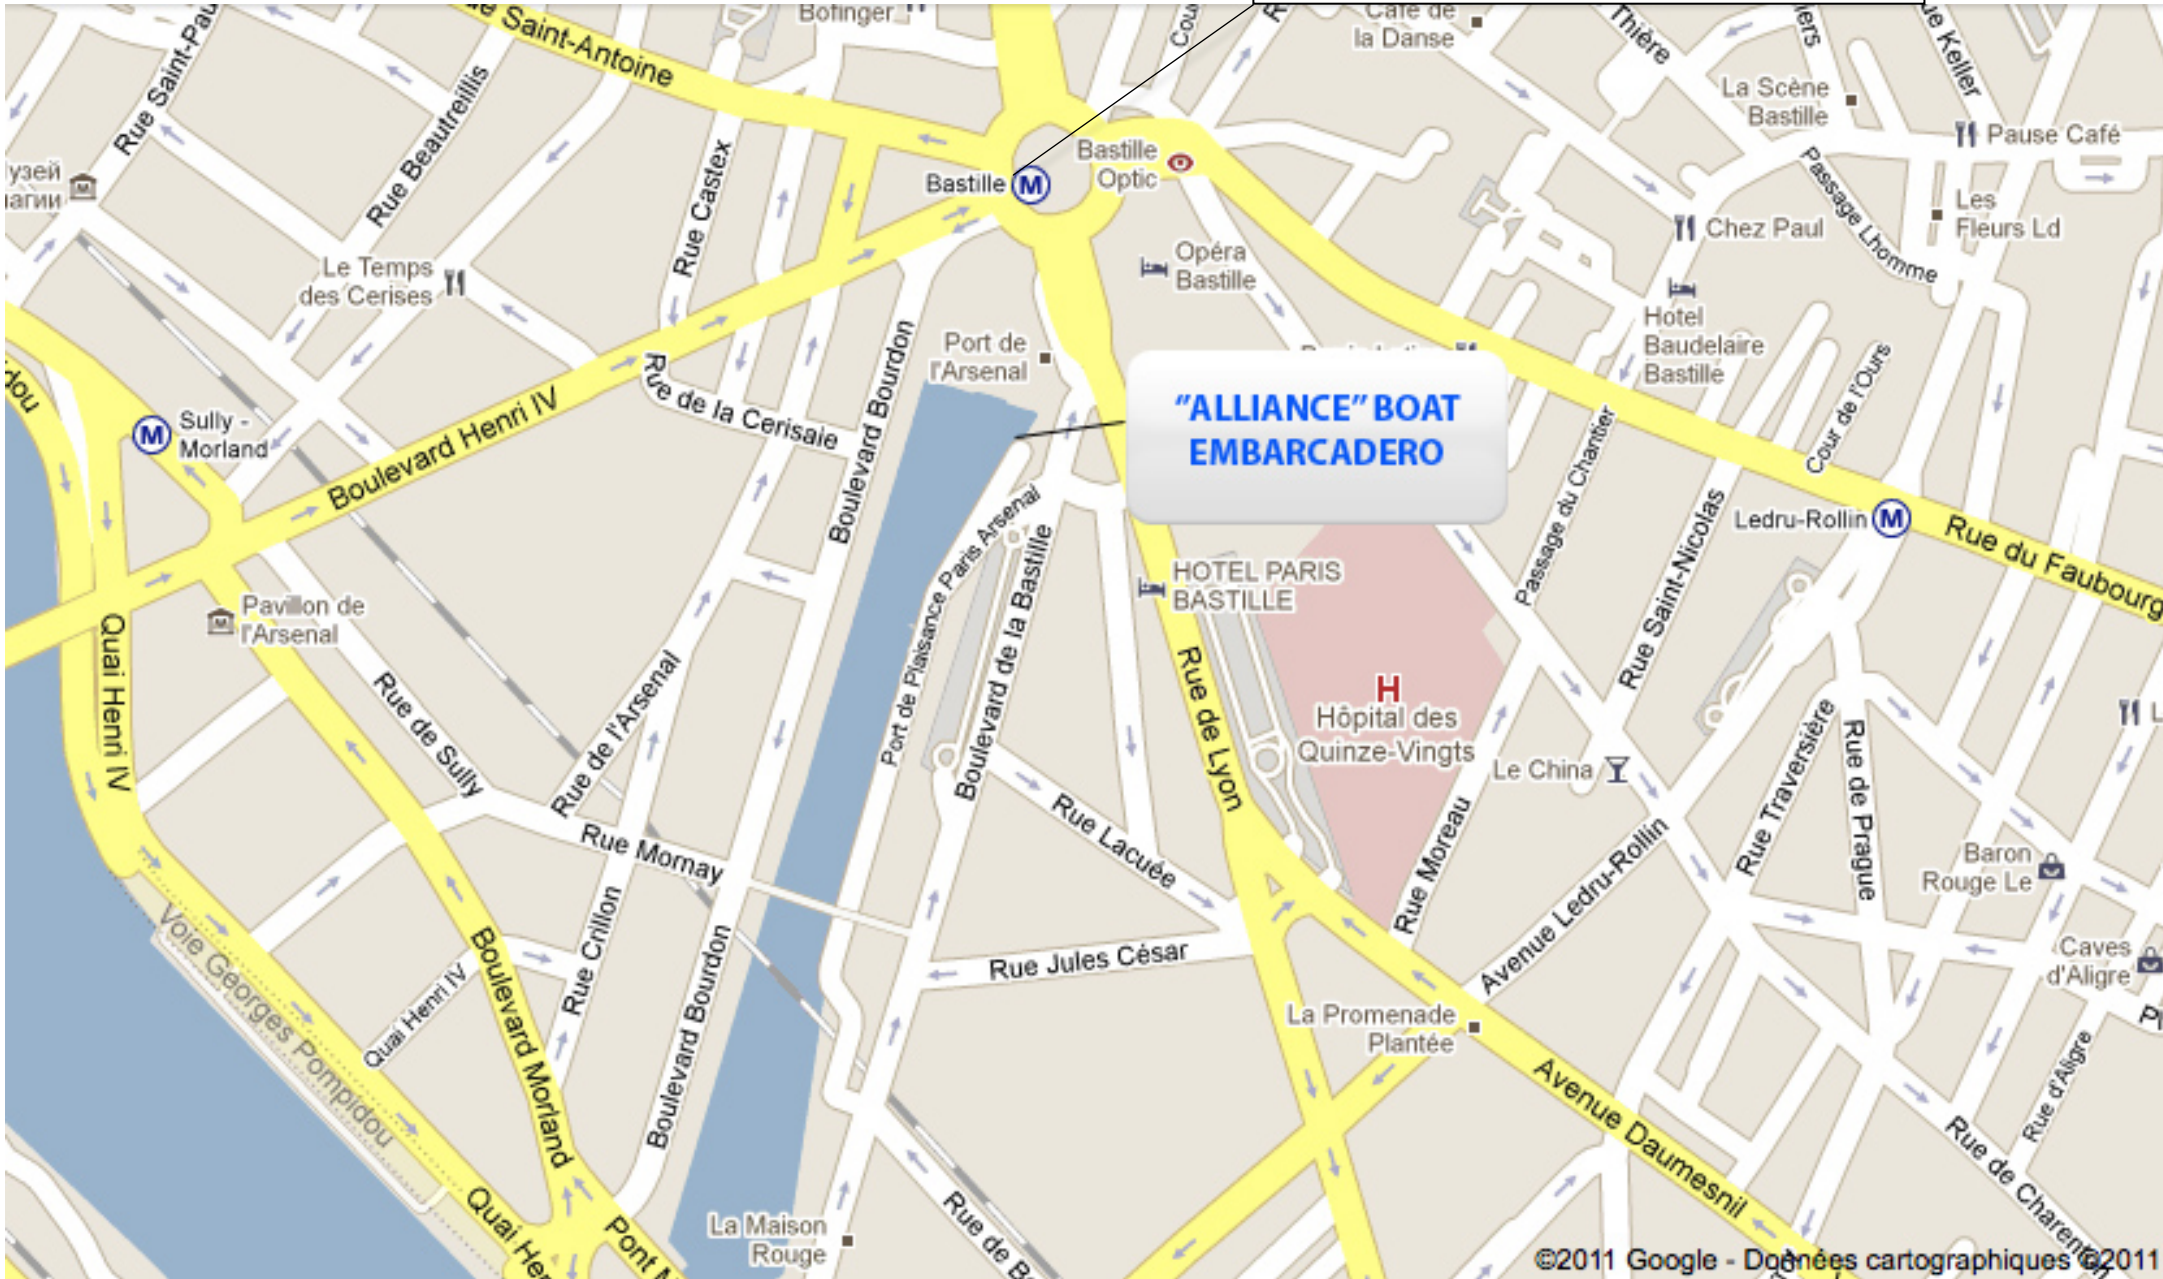 Bofinger
Café de
la Danse
Thière
Rue Keller
Saint-Antoine
Rue Saint-Pau
Rue Beautreillis
Rue Castex
La Scène
Bastille
Pause Café
Passage Lhomme
Les
Fleurs Ld
Bastille
Optic
Bastille M
Chez Paul
Opéra
Bastille
Le Temps
des Cerises
Hotel
Baudelaire
Bastille
Port de
l'Arsenal
Rue de la Cerisaie
Boulevard Bourdon
"ALLIANCE" BOAT
EMBARCADERO
Cour de l'Ours
M Sully -
Morland
Boulevard Henri IV
Passage du Chantier
Rue Saint-Nicolas
Ledru-Rollin M
Rue du Faubourg
Port de Plaisance Paris Arsenal
Boulevard de la Bastille
HOTEL PARIS
BASTILLE
Pavillon de
l'Arsenal
Quai Henri IV
Rue de Sully
Rue de l'Arsenal
Rue de Lyon
H
Hôpital des
Quinze-Vingts
Le China
Rue Traversière
Rue de Prague
Rue Mornay
Rue Lacuée
Rue Moreau
Avenue Ledru-Rollin
Baron
Rouge Le
Caves
d'Aligre
Rue Crillon
Boulevard Bourdon
Rue Jules César
Voie Georges Pompidou
Quai Henri IV
Boulevard Morland
La Promenade
Plantée
Avenue Daumesnil
Rue d'Aligre
Rue de Charenton
La Maison
Rouge
Quai Hen
Pont M
Rue de B
©2011 Google - Données cartographiques ©2011